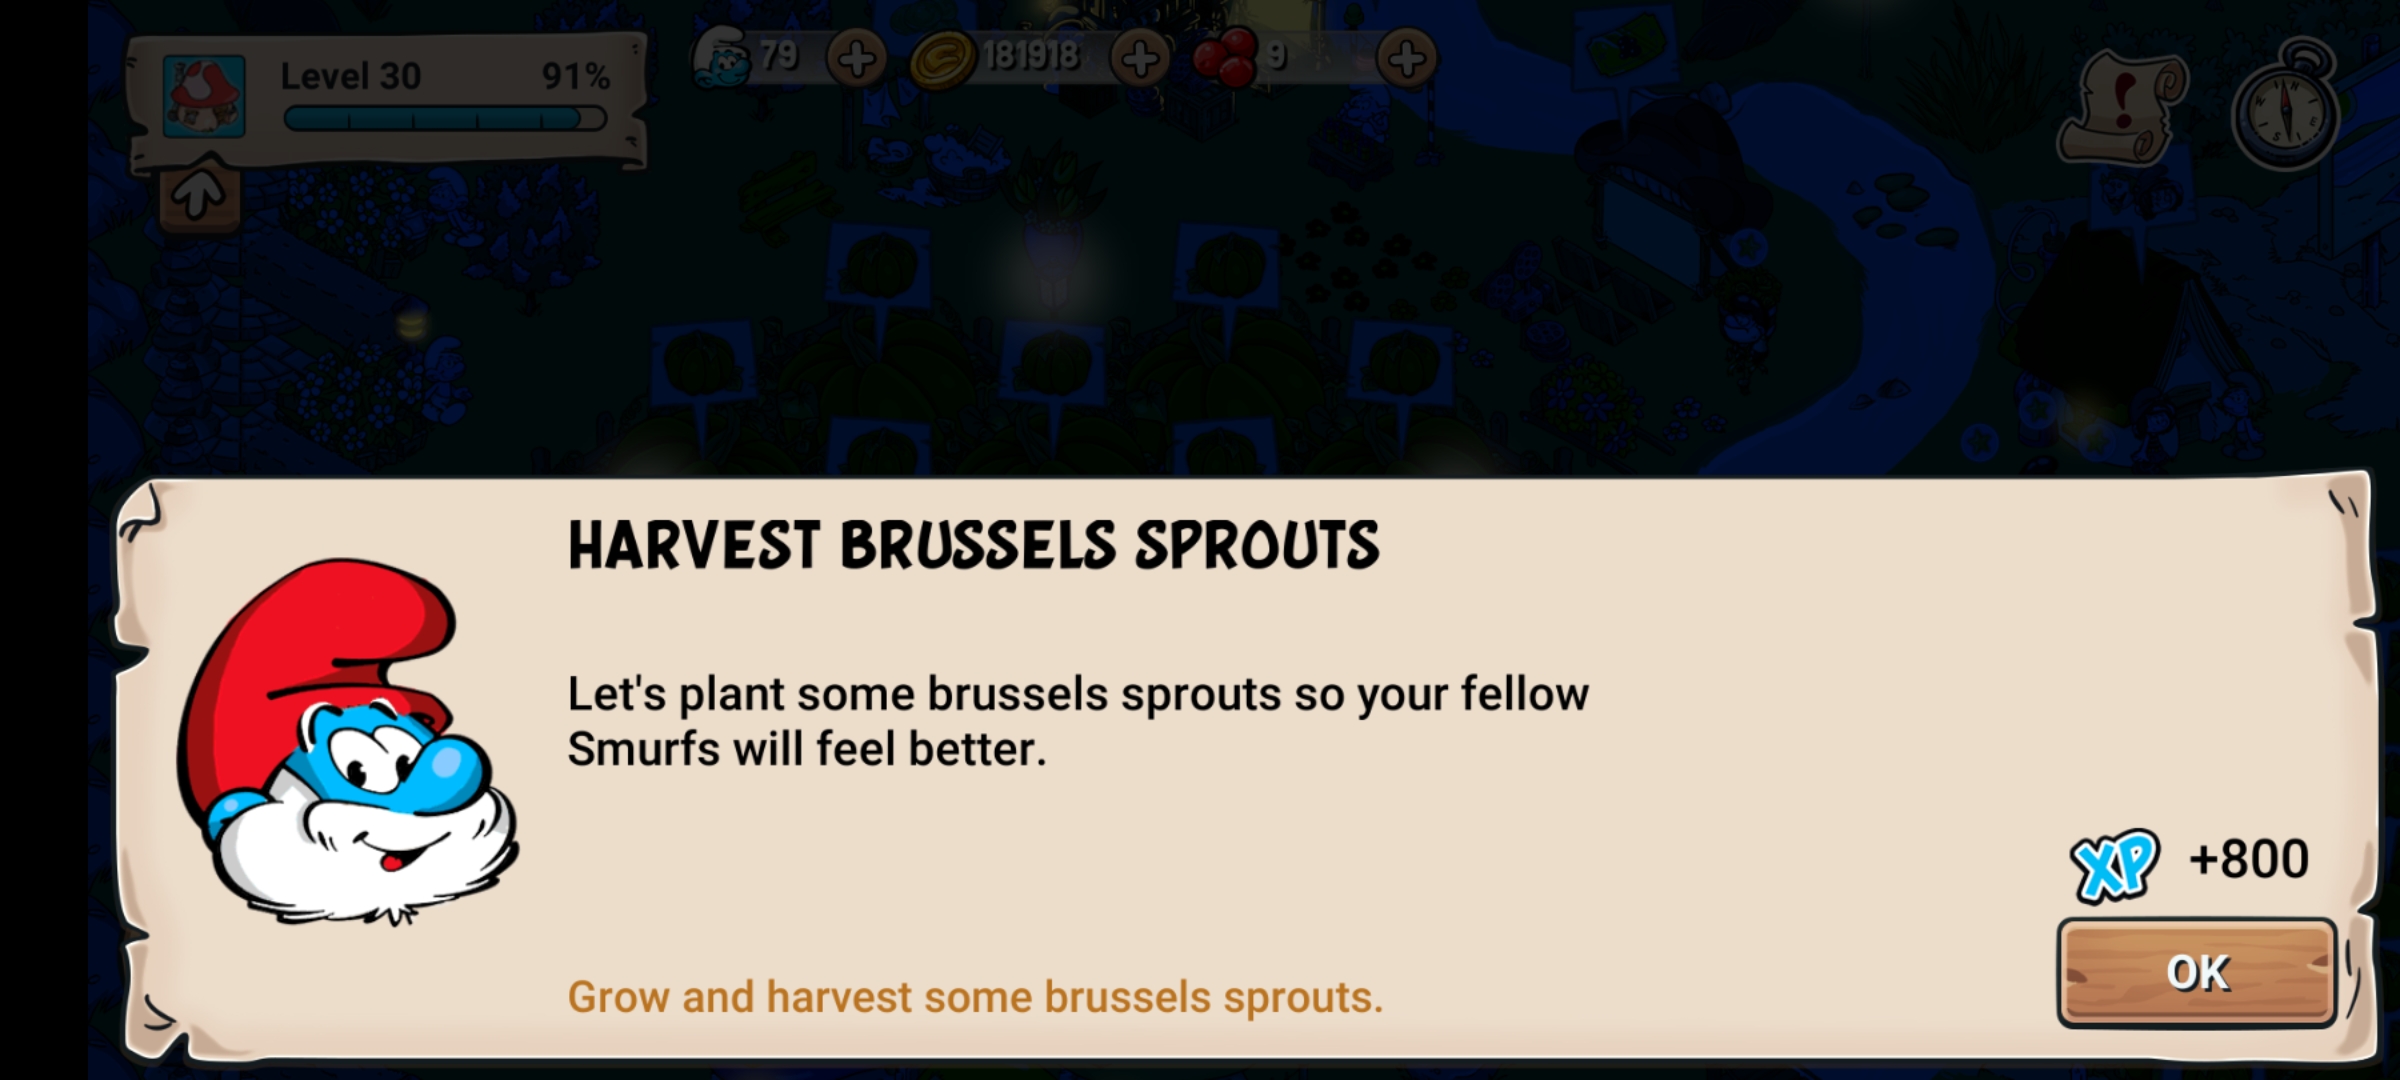 Level 30 91%
79 181918 9
HARVEST BRUSSELS SPROUTS
Let's plant some brussels sprouts so your fellow
Smurfs will feel better.
XP +800
Grow and harvest some brussels sprouts.
OK